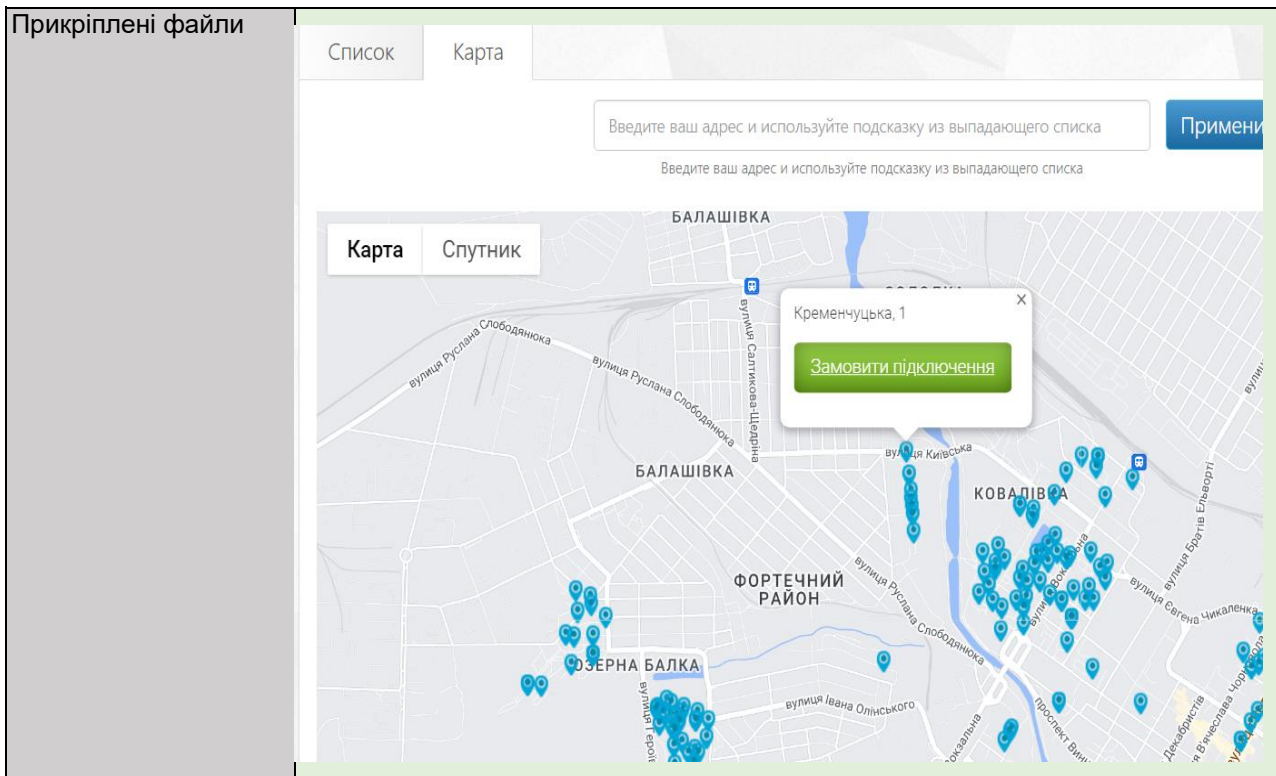 Прикріплені файли
Список
Карта
Введите ваш адрес и используйте подсказку из выпадающего списка
Примени
Введите ваш адрес и используйте подсказку из выпадающего списка
БАЛАШІВКА
Карта
Спутник
Кременчуцька, 1
x
Замовити підключення
вулиця Салтикова-Щедріна
вулиця Руслана Слободянюка
вулиця Руслана Слободянюка
вулиця Київська
БАЛАШІВКА
КОВАЛІВКА
вулиця Братів Ельворті
ФОРТЕЧНИЙ
РАЙОН
вулиця Руслана Слободянюка
вулиця Євгена Чикаленка
ОЗЕРНА БАЛКА
вулиця Івана Олінського